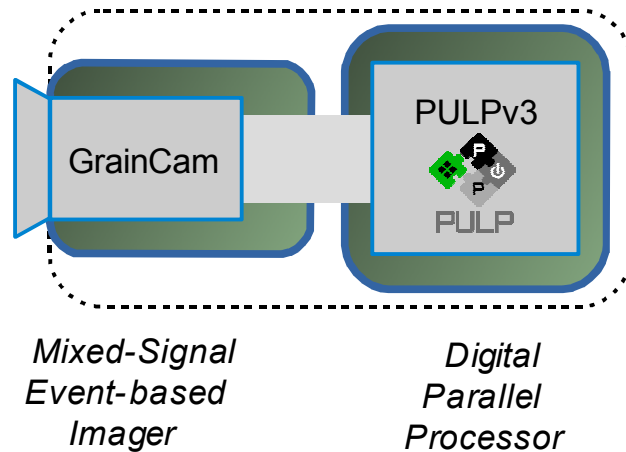 GrainCam
PULPv3
P
P
PULP
Mixed-Signal
Event-based
Imager
Digital
Parallel
Processor